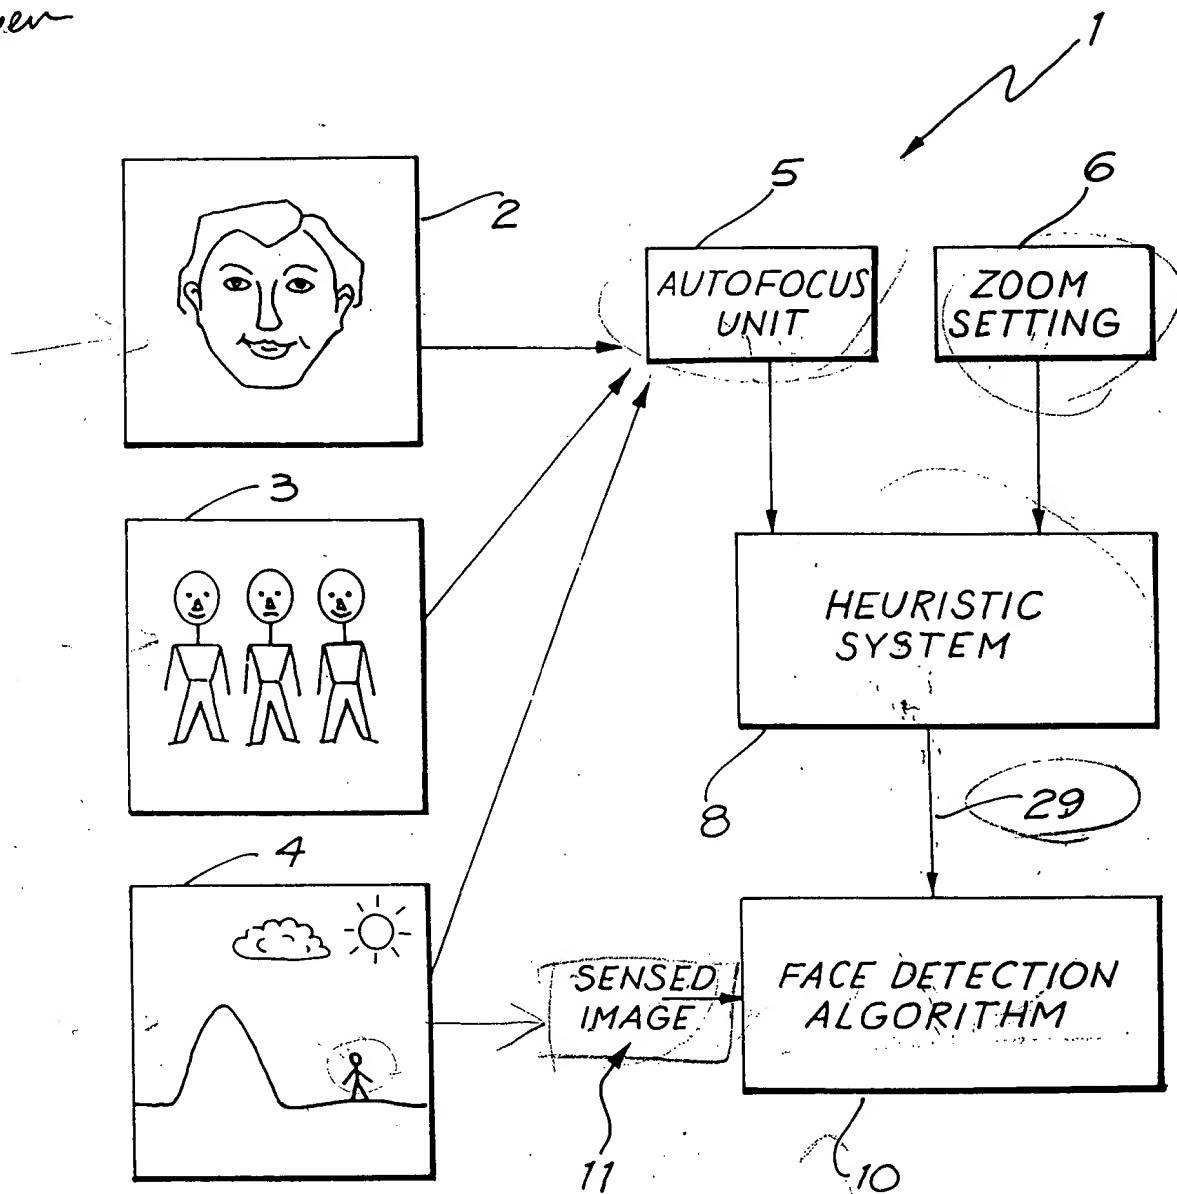 1
2
5
6
AUTOFOCUS
UNIT
ZOOM
SETTING
3
HEURISTIC
SYSTEM
8
29
4
SENSED
IMAGE
FACE DETECTION
ALGORITHM
11
10